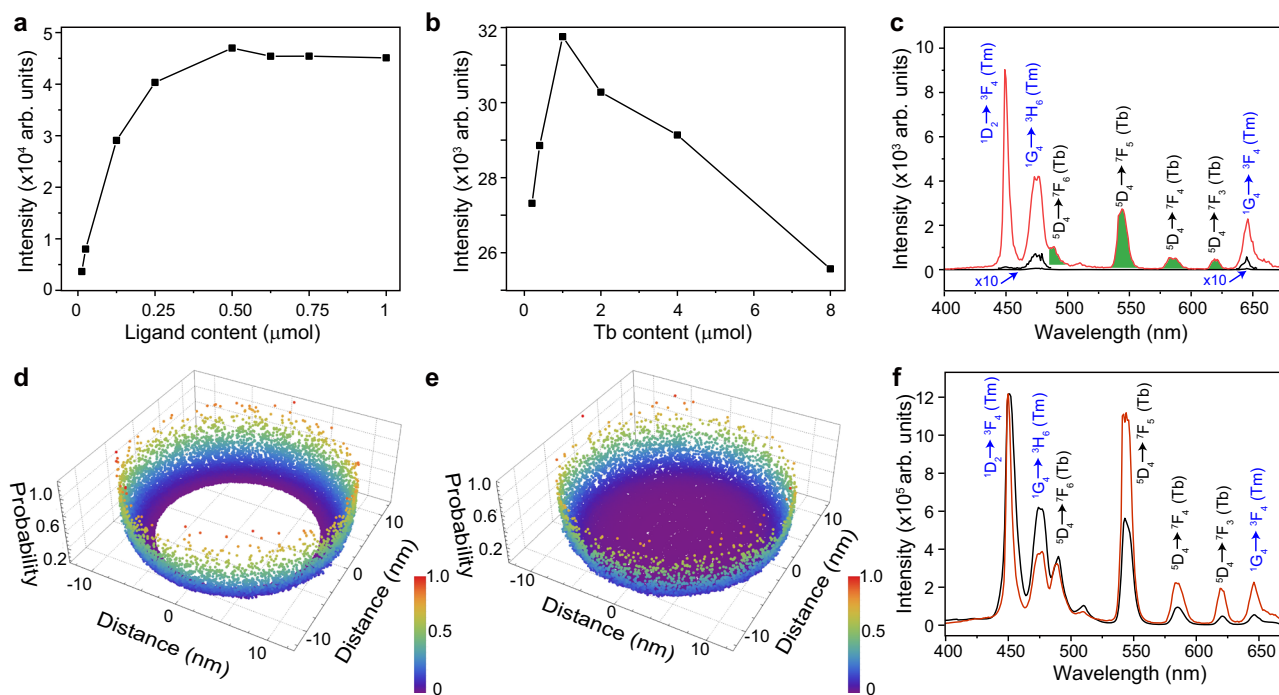 a
Intensity (x10⁴ arb. units)
5
4
3
2
1
0
0
0.25
0.50
0.75
1
Ligand content (μmol)
b
Intensity (x10³ arb. units)
32
30
28
26
0
2
4
6
8
Tb content (μmol)
c
Intensity (x10³ arb. units)
10
8
6
4
2
0
¹D₂→³F₄ (Tm)
¹G₄→³H₆ (Tm)
⁵D₄→⁷F₆ (Tb)
⁵D₄→⁷F₅ (Tb)
⁵D₄→⁷F₄ (Tb)
⁵D₄→⁷F₃ (Tb)
¹G₄→³F₄ (Tm)
x10
x10
400
450
500
550
600
650
Wavelength (nm)
d
Probability
1.0
0.6
0.2
-10
0
10
Distance (nm)
-10
0
10
Distance (nm)
1.0
0.5
0
e
Probability
1.0
0.6
0.2
-10
0
10
Distance (nm)
-10
0
10
Distance (nm)
1.0
0.5
0
f
Intensity (x10⁵ arb. units)
12
10
8
6
4
2
0
¹D₂→³F₄ (Tm)
¹G₄→³H₆ (Tm)
⁵D₄→⁷F₆ (Tb)
⁵D₄→⁷F₅ (Tb)
⁵D₄→⁷F₄ (Tb)
⁵D₄→⁷F₃ (Tb)
¹G₄→³F₄ (Tm)
400
450
500
550
600
650
Wavelength (nm)